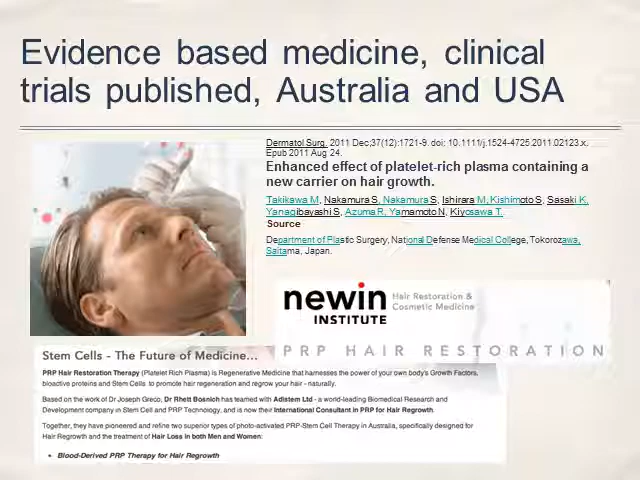 Evidence based medicine, clinical
trials published, Australia and USA
Dermatol Surg. 2011 Dec;37(12):1721-9. doi: 10.1111/j.1524-4725.2011.02123.x.
Epub 2011 Aug 24.
Enhanced effect of platelet-rich plasma containing a
new carrier on hair growth.
Takikawa M, Nakamura S, Nakamura S, Ishirara M, Kishimoto S, Sasaki K,
Yanagibayashi S, Azuma R, Yamamoto N, Kiyosawa T.
Source
Department of Plastic Surgery, National Defense Medical College, Tokorozawa,
Saitama, Japan.
newin
INSTITUTE
Hair Restoration &
Cosmetic Medicine
PRP HAIR RESTORATION
Stem Cells - The Future of Medicine...
PRP Hair Restoration Therapy (Platelet Rich Plasma) is Regenerative Medicine that harnesses the power of your own body's Growth Factors,
bioactive proteins and Stem Cells. to promote hair regeneration and regrow your hair - naturally.
Based on the work of Dr Joseph Greco, Dr Rhett Bosnich has teamed with Adistem Ltd - a world-leading Biomedical Research and
Development company in Stem Cell and PRP Technology, and is now their International Consultant in PRP for Hair Regrowth.
Together, they have pioneered and refine two superior types of photo-activated PRP-Stem Cell Therapy in Australia, specifically designed for
Hair Regrowth and the treatment of Hair Loss in both Men and Women:
• Blood-Derived PRP Therapy for Hair Regrowth